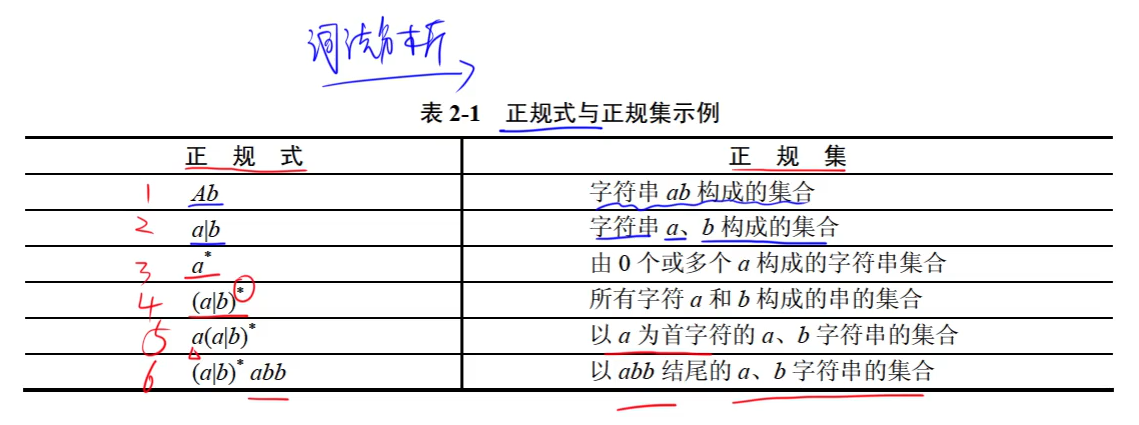 词法分析
表 2-1 正规式与正规集示例
正 规 式 正 规 集
1 Ab 字符串 ab 构成的集合
2 a|b 字符串 a、b 构成的集合
3 a* 由 0 个或多个 a 构成的字符串集合
4 (a|b)* 所有字符 a 和 b 构成的串的集合
5 a(a|b)* 以 a 为首字符的 a、b 字符串的集合
6 (a|b)* abb 以 abb 结尾的 a、b 字符串的集合